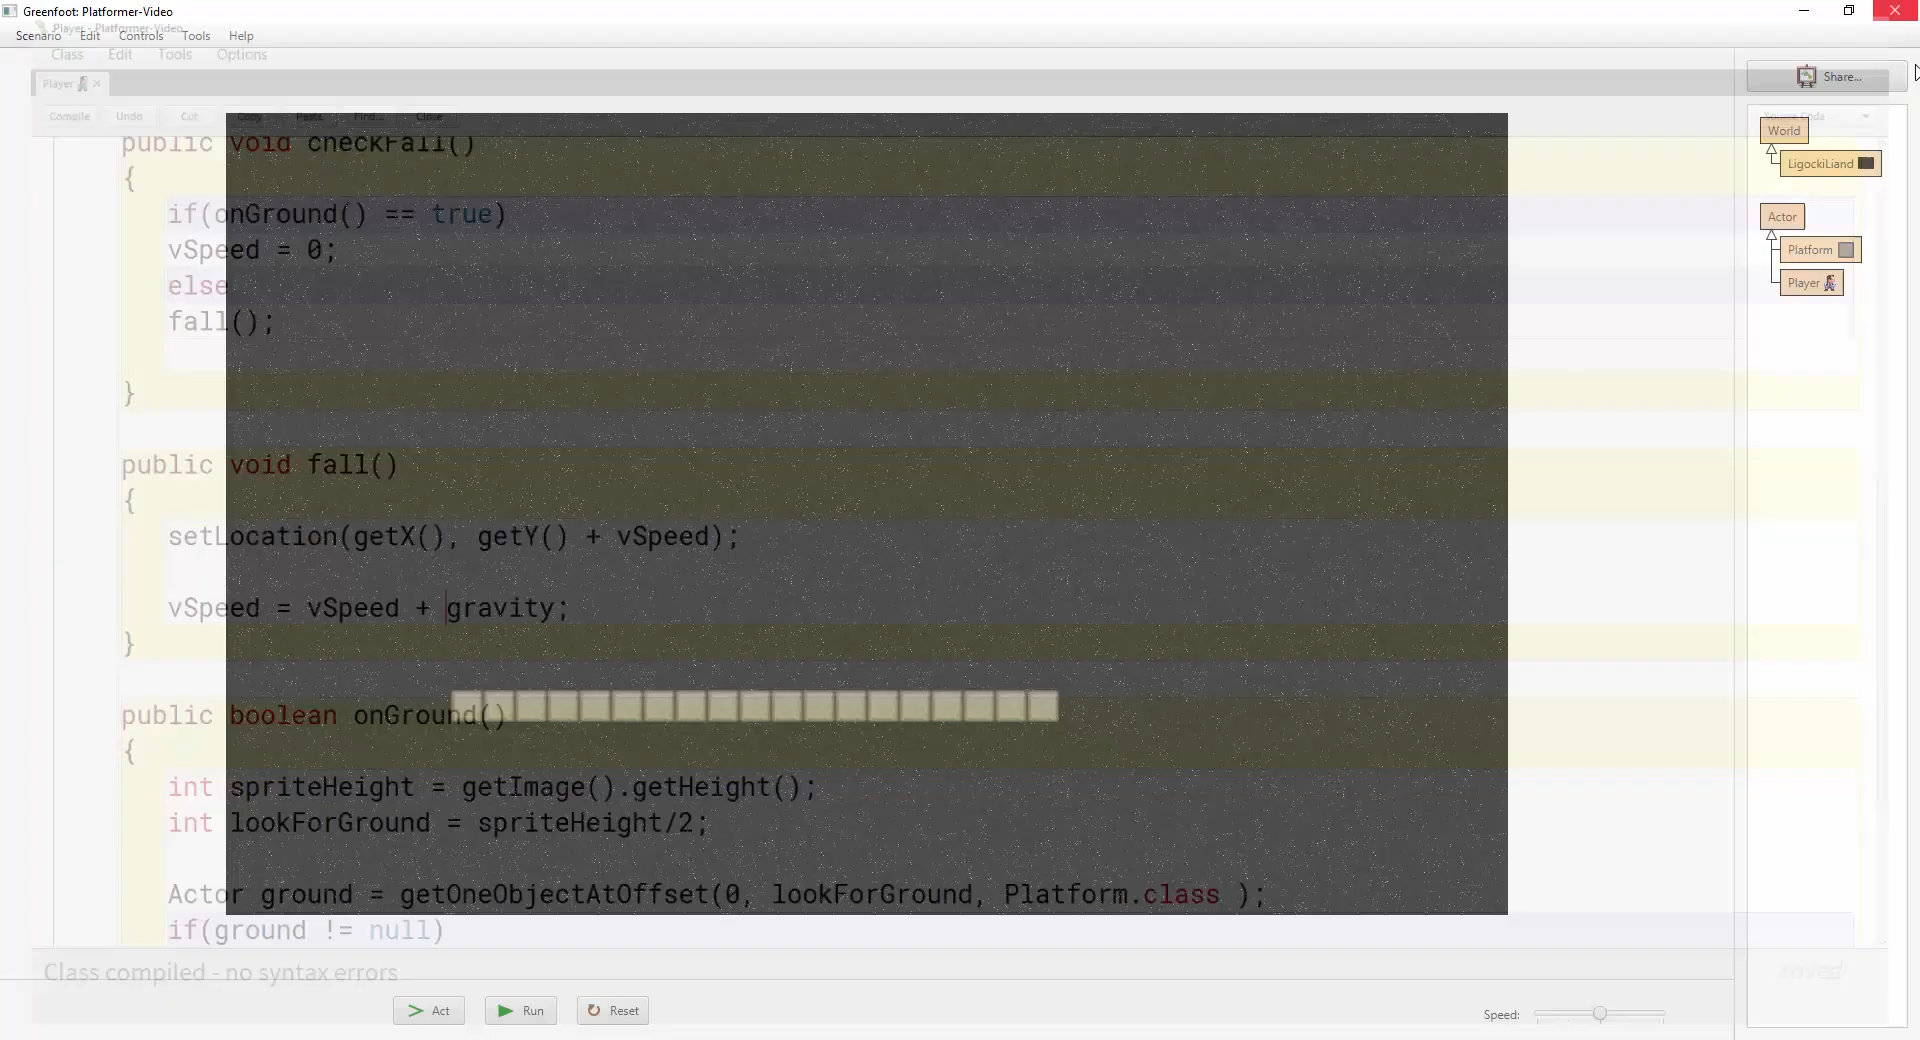 Greenfoot: Platformer-Video
Player - Platformer-Video
Scenario Edit Controls Tools Help
Class Edit Tools Options
Player
Share...
Compile Undo Cut Copy Paste Find... Close
Source Code
World
LigockiLiand
Actor
Platform
Player
public void checkFall()
{
if(onGround() == true)
vSpeed = 0;
else
fall();
}
public void fall()
{
setLocation(getX(), getY() + vSpeed);
vSpeed = vSpeed + gravity;
}
public boolean onGround()
{
int spriteHeight = getImage().getHeight();
int lookForGround = spriteHeight/2;
Actor ground = getOneObjectAtOffset(0, lookForGround, Platform.class );
if(ground != null)
Class compiled - no syntax errors
Act Run Reset
Speed: